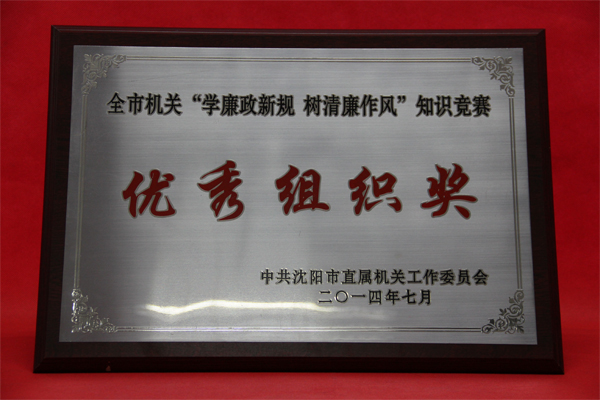 全市机关“学廉政新规 树清廉作风”知识竞赛
优秀组织奖
中共沈阳市直属机关工作委员会
二〇一四年七月